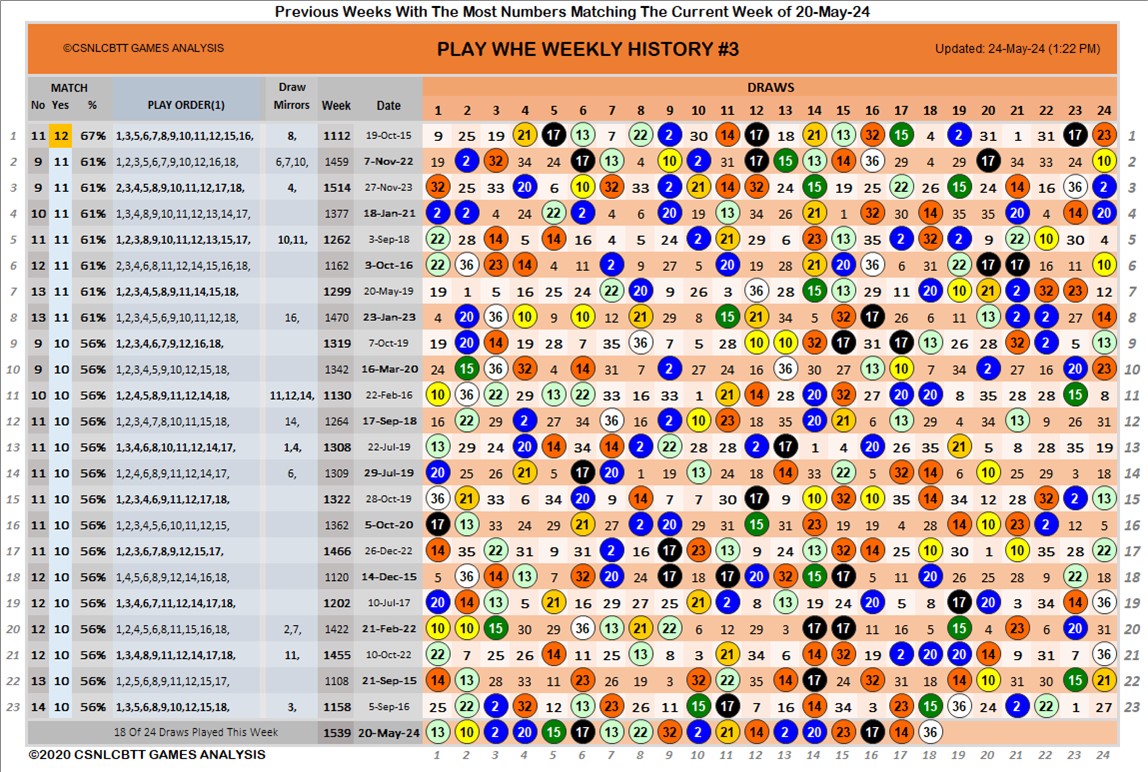 Previous Weeks With The Most Numbers Matching The Current Week of 20-May-24
©CSNLCBTT GAMES ANALYSIS PLAY WHE WEEKLY HISTORY #3 Updated: 24-May-24 (1:22 PM)
MATCH Draw DRAWS
No Yes % PLAY ORDER(1) Mirrors Week Date 1 2 3 4 5 6 7 8 9 10 11 12 13 14 15 16 17 18 19 20 21 22 23 24
1 11 12 67% 1,3,5,6,7,8,9,10,11,12,15,16, 8, 1112 19-Oct-15 9 25 19 21 17 13 7 22 2 30 14 17 18 21 13 32 15 4 2 31 1 31 17 23 1
2 9 11 61% 1,2,3,5,6,7,9,10,12,16,18, 6,7,10, 1459 7-Nov-22 19 2 32 34 24 17 13 4 10 2 31 17 15 13 14 36 29 4 29 17 34 33 24 10 2
3 9 11 61% 2,3,4,5,8,9,10,11,12,17,18, 4, 1514 27-Nov-23 32 25 33 20 6 10 32 33 2 21 14 32 24 15 19 25 22 26 15 24 14 16 36 2 3
4 10 11 61% 1,3,4,8,9,10,11,12,13,14,17, 1377 18-Jan-21 2 2 4 24 22 2 4 6 20 19 13 34 26 21 1 32 30 14 35 35 20 4 14 20 4
5 11 11 61% 1,2,3,8,9,10,11,12,13,15,17, 10,11, 1262 3-Sep-18 22 28 14 5 14 16 4 5 24 2 21 29 6 23 13 35 2 32 2 9 22 10 30 4 5
6 12 11 61% 2,3,4,6,8,11,12,14,15,16,18, 1162 3-Oct-16 22 36 23 14 4 11 2 9 27 5 20 19 28 21 20 36 6 31 22 20 17 16 11 10 6
7 13 11 61% 1,2,3,4,5,8,9,11,14,15,18, 1299 20-May-19 19 1 5 16 25 24 22 20 9 26 3 36 28 15 13 29 11 20 10 21 2 32 23 12 7
8 13 11 61% 1,2,3,4,5,6,9,10,11,12,18, 16, 1470 23-Jan-23 4 20 36 10 9 10 8 21 29 8 15 21 34 5 32 17 26 6 11 13 2 2 27 14 8
9 9 10 56% 1,2,3,4,6,7,9,12,16,18, 1319 7-Oct-19 19 20 14 19 28 7 35 36 7 5 28 10 10 32 17 31 17 13 26 28 32 2 5 13 9
10 9 10 56% 1,2,3,4,5,6,9,10,12,18, 1342 16-Mar-20 24 15 36 32 4 14 31 7 2 27 24 16 36 30 27 13 10 7 34 2 27 16 20 23 10
11 10 10 56% 1,2,4,5,8,11,12,14,18, 11,12,14, 1130 22-Feb-16 10 36 22 29 13 22 33 16 33 1 21 14 28 20 32 27 20 20 8 35 28 28 15 8 11
12 11 10 56% 1,2,3,4,7,8,10,15,18, 14, 1264 17-Sep-18 16 22 29 2 27 34 36 16 2 10 23 18 35 20 21 6 13 29 4 34 13 9 26 31 12
13 11 10 56% 1,3,4,6,8,10,11,12,14,17, 1,4, 1308 22-Jul-19 13 29 24 20 14 34 14 2 22 28 28 2 13 1 4 20 26 35 21 5 8 28 35 19 13
14 11 10 56% 1,2,4,6,8,9,11,12,14,17, 6, 1309 29-Jul-19 20 25 26 21 5 17 20 1 19 13 24 18 14 33 22 5 32 14 6 10 25 29 3 18 14
15 11 10 56% 1,2,3,4,6,9,11,12,17,18, 1322 28-Oct-19 36 21 33 6 34 20 9 14 7 7 30 17 9 10 32 10 35 14 34 12 28 32 2 13 15
16 11 10 56% 1,2,3,4,5,6,10,11,12,15, 1362 5-Oct-20 17 13 33 24 29 21 27 2 20 29 31 15 31 23 19 19 4 28 14 10 23 2 12 5 16
17 11 10 56% 1,2,3,6,7,8,9,12,15,17, 1466 26-Dec-22 14 35 22 31 9 31 2 16 17 23 13 9 24 13 32 14 25 10 30 1 10 35 28 22 17
18 12 10 56% 1,4,5,6,8,9,12,14,16,18, 1120 14-Dec-15 5 36 14 13 7 32 20 24 17 18 17 20 32 15 17 5 11 20 26 25 28 9 22 18 18
19 12 10 56% 1,3,4,6,7,11,12,14,17,18, 1202 10-Jul-17 20 14 13 5 21 16 29 27 25 21 2 8 13 19 24 20 5 8 17 20 3 34 14 36 19
20 12 10 56% 1,2,4,5,6,8,11,15,16,18, 2,7, 1422 21-Feb-22 10 10 15 30 29 36 13 21 22 6 12 29 3 17 17 11 16 5 15 4 23 6 20 31 20
21 12 10 56% 1,3,4,8,9,11,12,14,17,18, 11, 1455 10-Oct-22 22 7 25 26 14 11 25 13 8 3 21 34 6 14 32 19 2 20 20 14 9 31 7 36 21
22 13 10 56% 1,2,5,8,9,11,12,15,17, 1108 21-Sep-15 14 13 28 33 11 23 26 19 3 32 22 35 14 17 24 32 31 18 14 10 31 30 15 21 22
23 14 10 56% 1,3,5,6,7,8,9,14,17,18, 3, 1158 5-Sep-16 25 22 2 32 12 13 23 26 11 15 17 7 16 14 34 3 23 15 36 24 2 22 1 27 23
18 Of 24 Draws Played This Week 1539 20-May-24 13 10 2 20 15 17 13 22 32 2 21 14 2 20 23 17 14 36
©2020 CSNLCBTT GAMES ANALYSIS 1 2 3 4 5 6 7 8 9 10 11 12 13 14 15 16 17 18 19 20 21 22 23 24